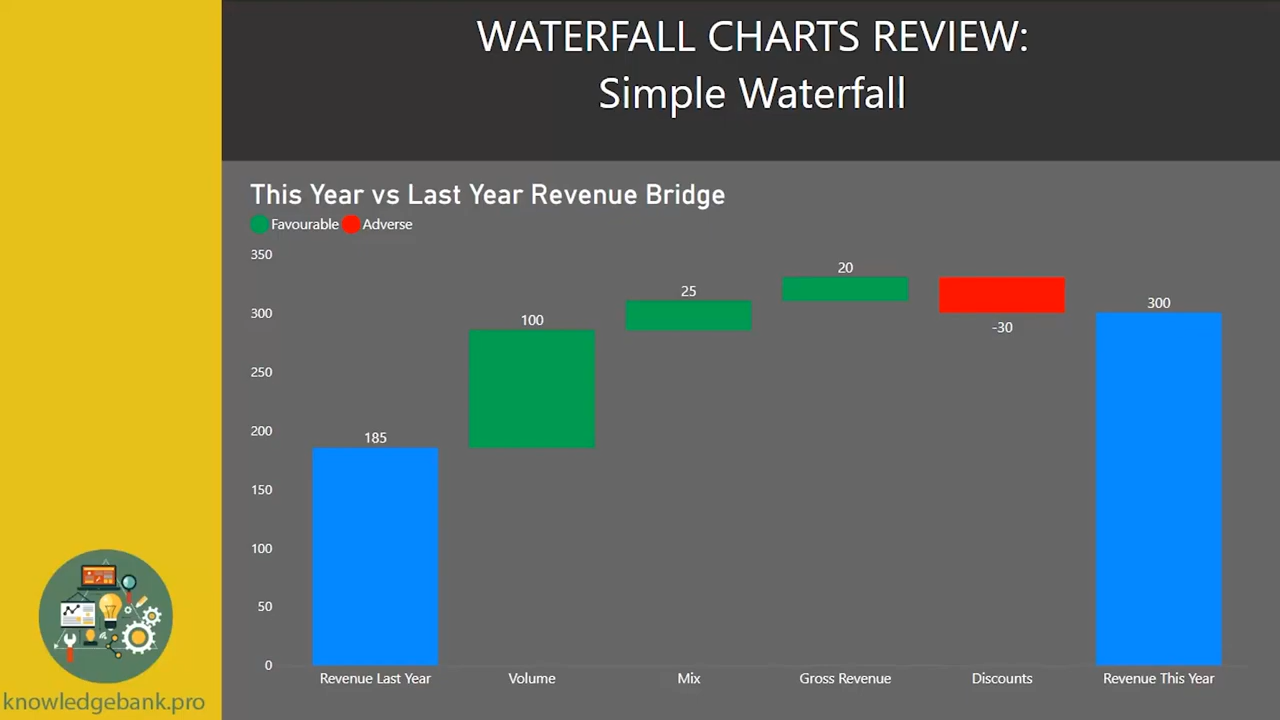 WATERFALL CHARTS REVIEW:
Simple Waterfall
This Year vs Last Year Revenue Bridge
Favourable Adverse
350
300
250
200
150
100
50
0
185
100
25
20
-30
300
Revenue Last Year Volume Mix Gross Revenue Discounts Revenue This Year
knowledgebank.pro